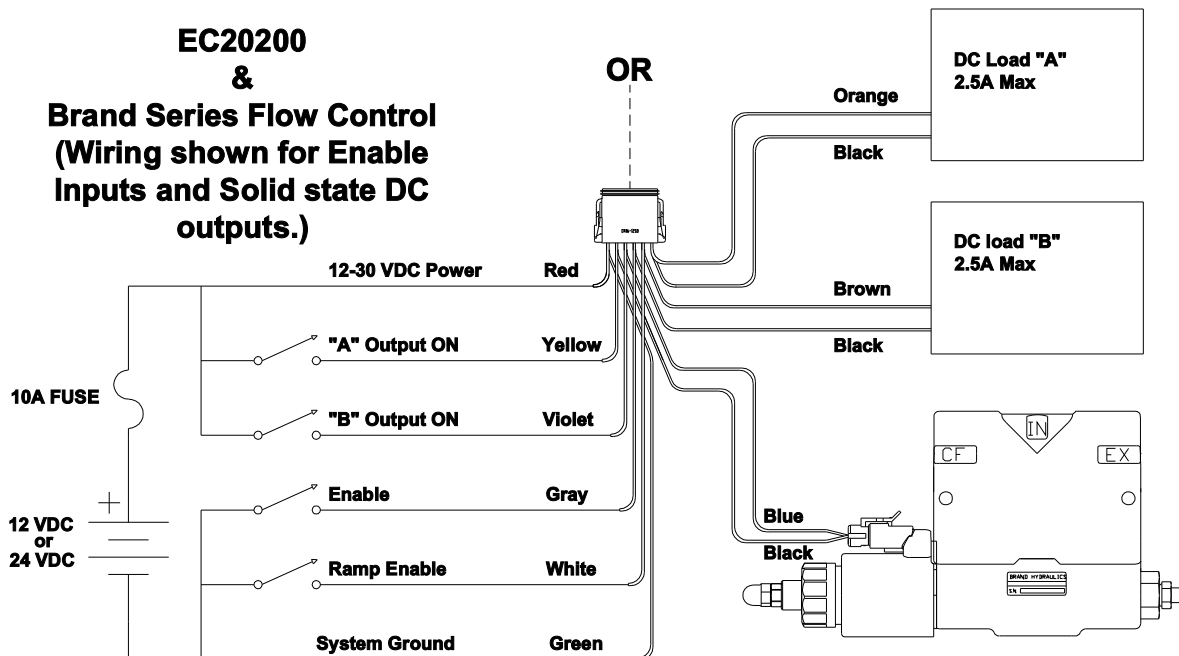 EC20200
&
Brand Series Flow Control
(Wiring shown for Enable
Inputs and Solid state DC
outputs.)
OR
DC Load "A"
2.5A Max
Orange
Black
DC load "B"
2.5A Max
Brown
Black
12-30 VDC Power Red
"A" Output ON Yellow
10A FUSE
"B" Output ON Violet
Enable Gray
+
12 VDC
or
24 VDC
Ramp Enable White
System Ground Green
Blue
Black
IN
CF
EX
BRAND HYDRAULICS
SN